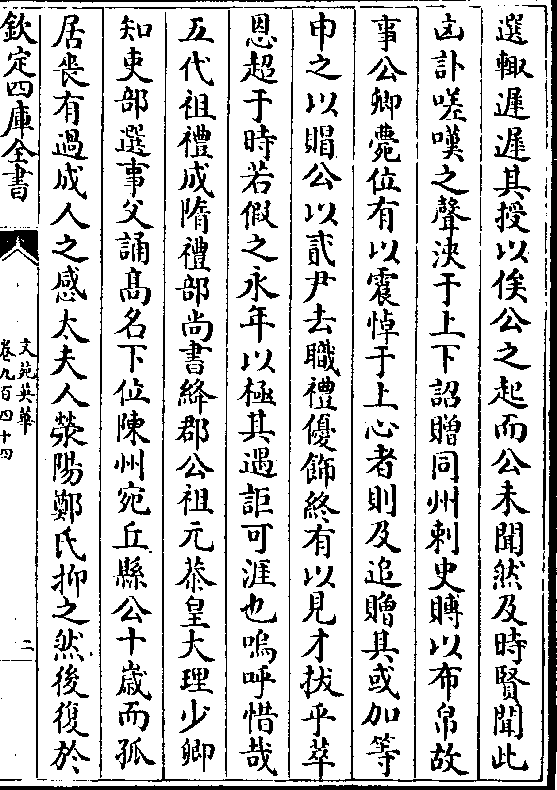 選輙遲遲其授以俟公之起而公未聞然及時賢聞此
凶訃嗟嘆之聲浹于上下詔贈同州刺史賻以布帛故
事公卿薨位有以震悼于上心者則及追贈其或加等
申之以賵公以貳尹去職禮優飾終有以見才拔乎萃
恩超于時若假之永年以極其遇詎可涯也嗚呼惜哉
五代祖禮成隋禮部尚書絳郡公祖元恭皇大理少卿
知吏部選事父誦髙名下位陳州宛丘縣公十嵗而孤
居喪有過成人之感太夫人滎陽鄭氏抑之然後復於
欽定四庫全書
文苑英華
卷九百四十四
二